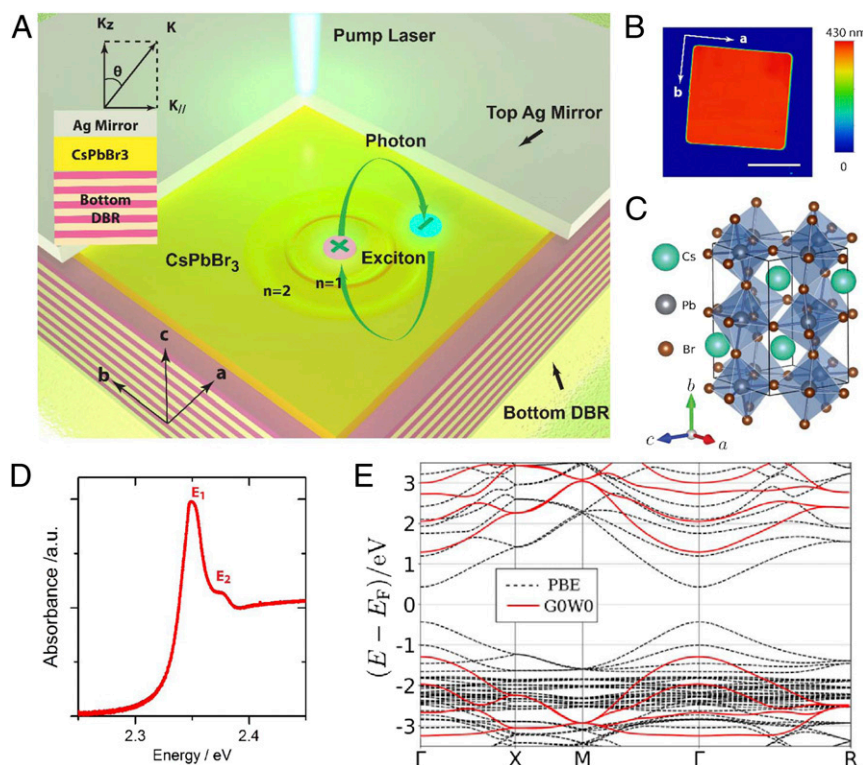 A
Kz
K
θ
K//
Ag Mirror
CsPbBr3
Bottom
DBR
Pump Laser
Top Ag Mirror
Photon
Exciton
CsPbBr3
n=2
n=1
c
b
a
Bottom DBR
B
a
b
430 nm
0
C
Cs
Pb
Br
b
c
a
D
E1
E2
Absorbance /a.u.
2.3
2.4
Energy / eV
E
(E − EF)/eV
3
2
1
0
-1
-2
-3
PBE
G0W0
Γ
X
M
Γ
R